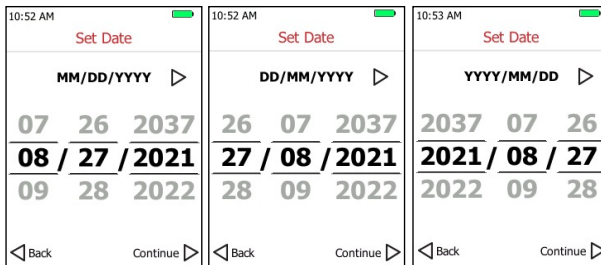 10:52 AM
Set Date
MM/DD/YYYY
07 26 2037
08 / 27 / 2021
09 28 2022
Back Continue
10:52 AM
Set Date
DD/MM/YYYY
26 07 2037
27 / 08 / 2021
28 09 2022
Back Continue
10:53 AM
Set Date
YYYY/MM/DD
2037 07 26
2021 / 08 / 27
2022 09 28
Back Continue